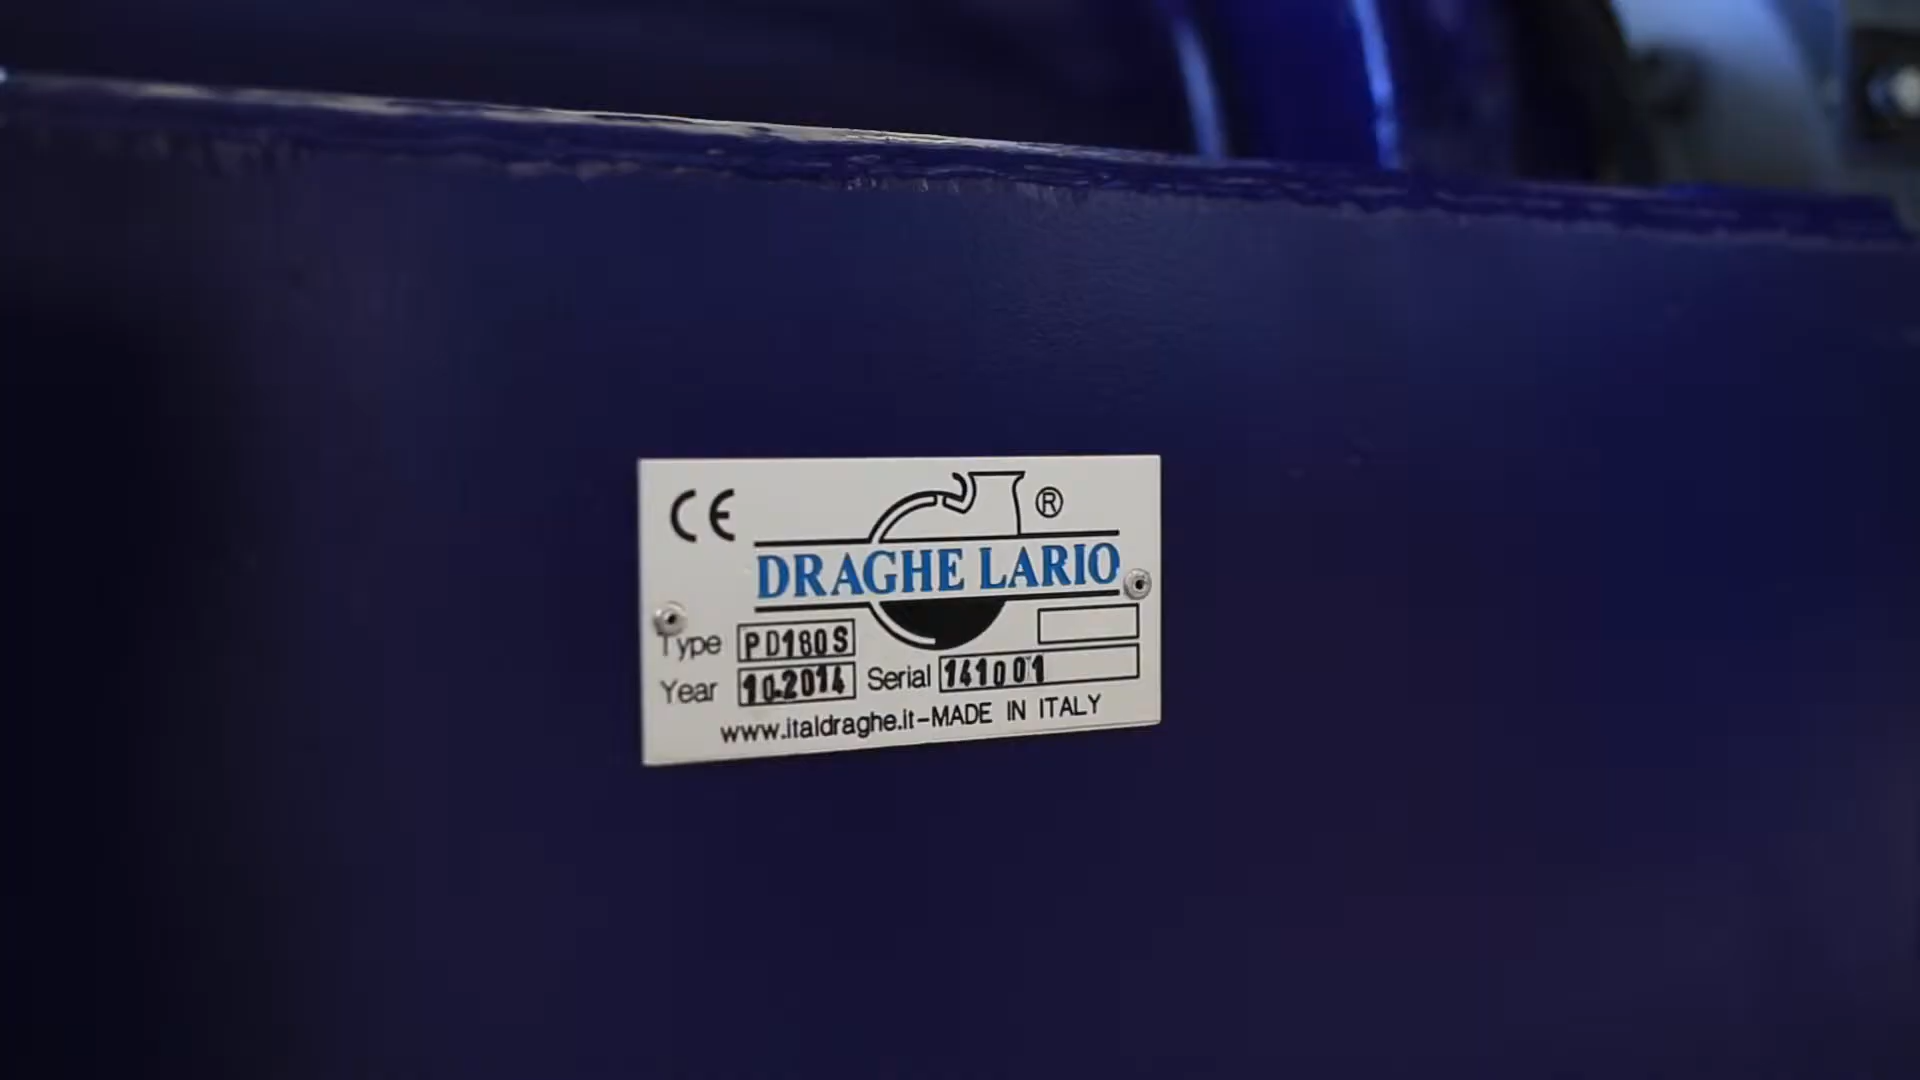 CE
®
DRAGHE LARIO
Type PD180S
Year 10.2014 Serial 141001
www.italdraghe.it-MADE IN ITALY